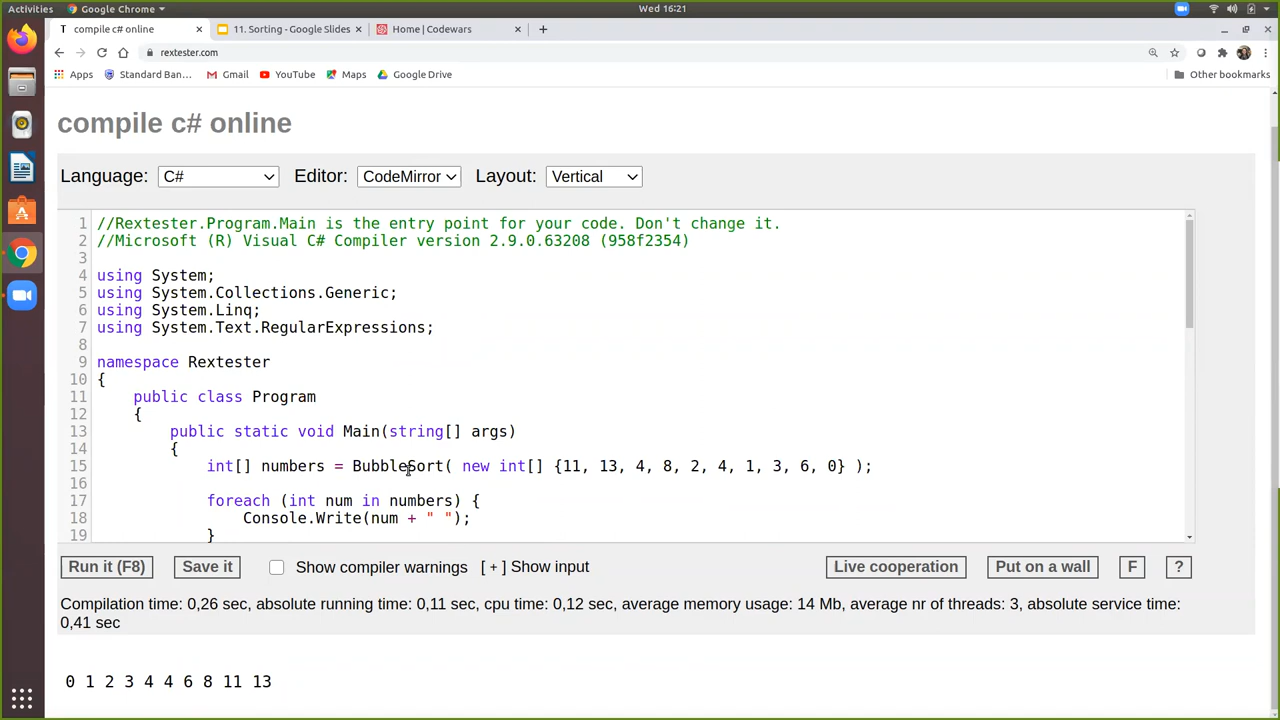 Activities Google Chrome Wed 16:21
T compile c# online 11. Sorting - Google Slides Home | Codewars
rextester.com
Apps Standard Ban... Gmail YouTube Maps Google Drive Other bookmarks
compile c# online
Language: C# Editor: CodeMirror Layout: Vertical
1 //Rextester.Program.Main is the entry point for your code. Don't change it.
2 //Microsoft (R) Visual C# Compiler version 2.9.0.63208 (958f2354)
3
4 using System;
5 using System.Collections.Generic;
6 using System.Linq;
7 using System.Text.RegularExpressions;
8
9 namespace Rextester
10 {
11 public class Program
12 {
13 public static void Main(string[] args)
14 {
15 int[] numbers = BubbleSort( new int[] {11, 13, 4, 8, 2, 4, 1, 3, 6, 0} );
16
17 foreach (int num in numbers) {
18 Console.Write(num + " ");
19 }
Run it (F8) Save it Show compiler warnings [ + ] Show input Live cooperation Put on a wall F ?
Compilation time: 0,26 sec, absolute running time: 0,11 sec, cpu time: 0,12 sec, average memory usage: 14 Mb, average nr of threads: 3, absolute service time:
0,41 sec
0 1 2 3 4 4 6 8 11 13